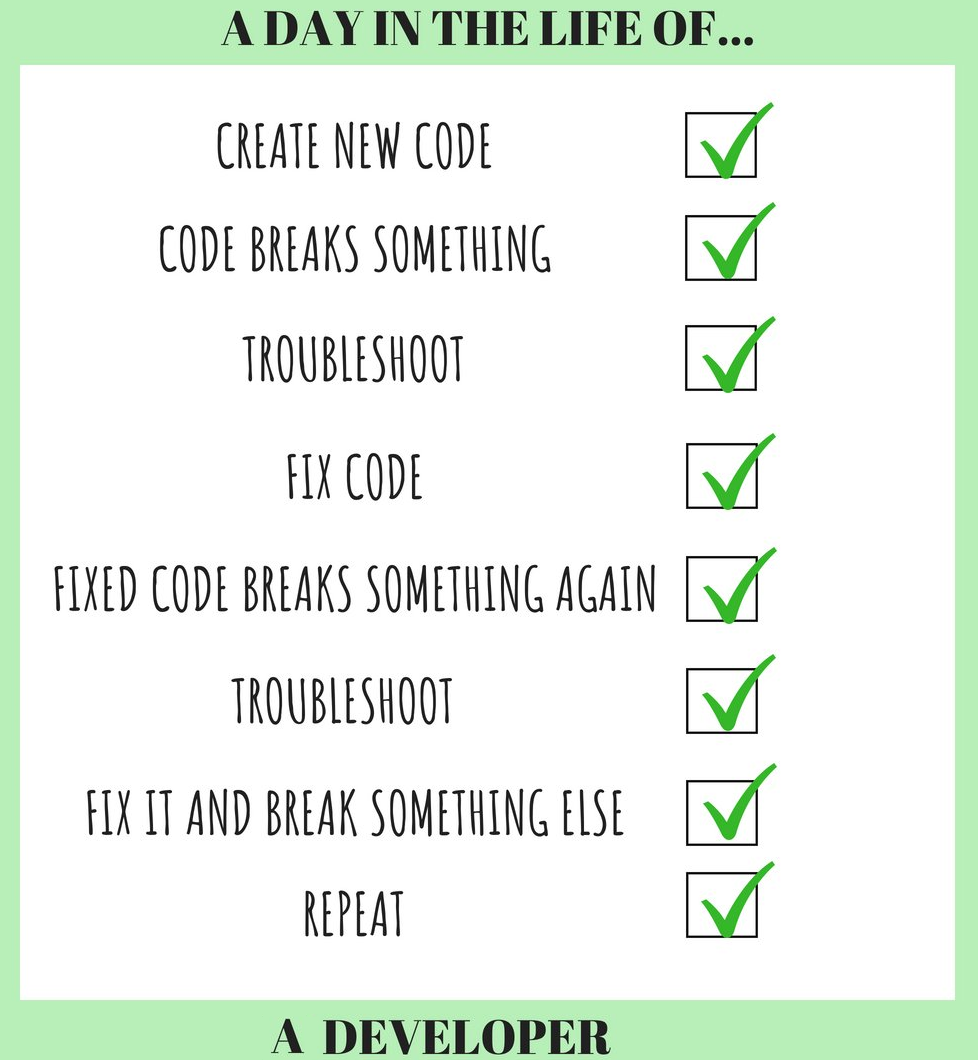 A DAY IN THE LIFE OF...
CREATE NEW CODE
CODE BREAKS SOMETHING
TROUBLESHOOT
FIX CODE
FIXED CODE BREAKS SOMETHING AGAIN
TROUBLESHOOT
FIX IT AND BREAK SOMETHING ELSE
REPEAT
A DEVELOPER